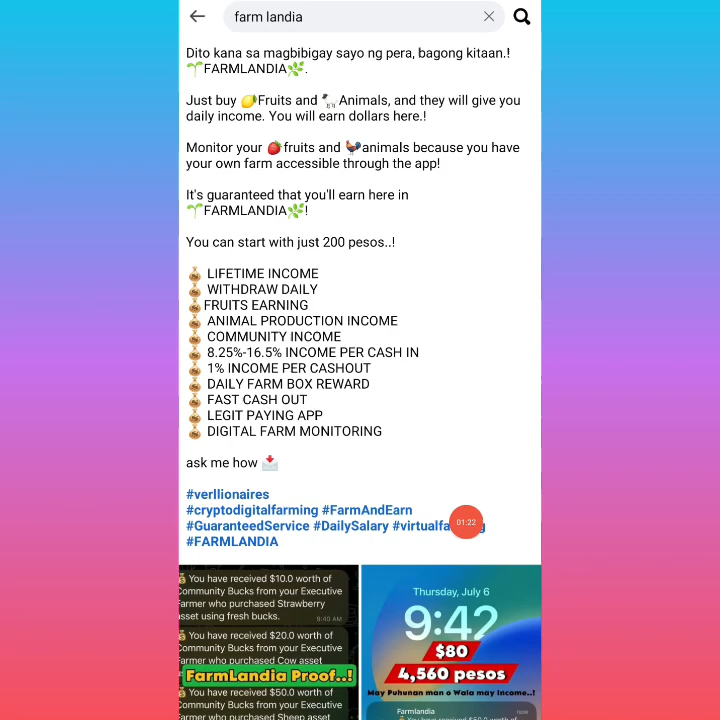 farm landia
Dito kana sa magbibigay sayo ng pera, bagong kitaan.!
🌱FARMLANDIA🌿.
Just buy 🍋Fruits and 🐐Animals, and they will give you
daily income. You will earn dollars here.!
Monitor your 🍓fruits and 🐓animals because you have
your own farm accessible through the app!
It's guaranteed that you'll earn here in
🌱FARMLANDIA🌿!
You can start with just 200 pesos..!
💰 LIFETIME INCOME
💰 WITHDRAW DAILY
💰FRUITS EARNING
💰 ANIMAL PRODUCTION INCOME
💰 COMMUNITY INCOME
💰 8.25%-16.5% INCOME PER CASH IN
💰 1% INCOME PER CASHOUT
💰 DAILY FARM BOX REWARD
💰 FAST CASH OUT
💰 LEGIT PAYING APP
💰 DIGITAL FARM MONITORING
ask me how 📩
#verllionaires
#cryptodigitalfarming #FarmAndEarn
#GuaranteedService #DailySalary
#FARMLANDIA
01:22
You have received $10.0 worth of
Community Bucks from your Executive
Farmer who purchased Strawberry
asset using fresh bucks.
9:40 AM
You have received $20.0 worth of
Community Bucks from your Executive
Farmer who purchased Cow asset
FarmLandia Proof..!
You have received $50.0 worth of
Community Bucks from your Executive
Farmer who purchased Sheep asset
Thursday, July 6
9:42
$80
4,560 pesos
May Puhunan man o Wala may Income..!
Farmlandia
now